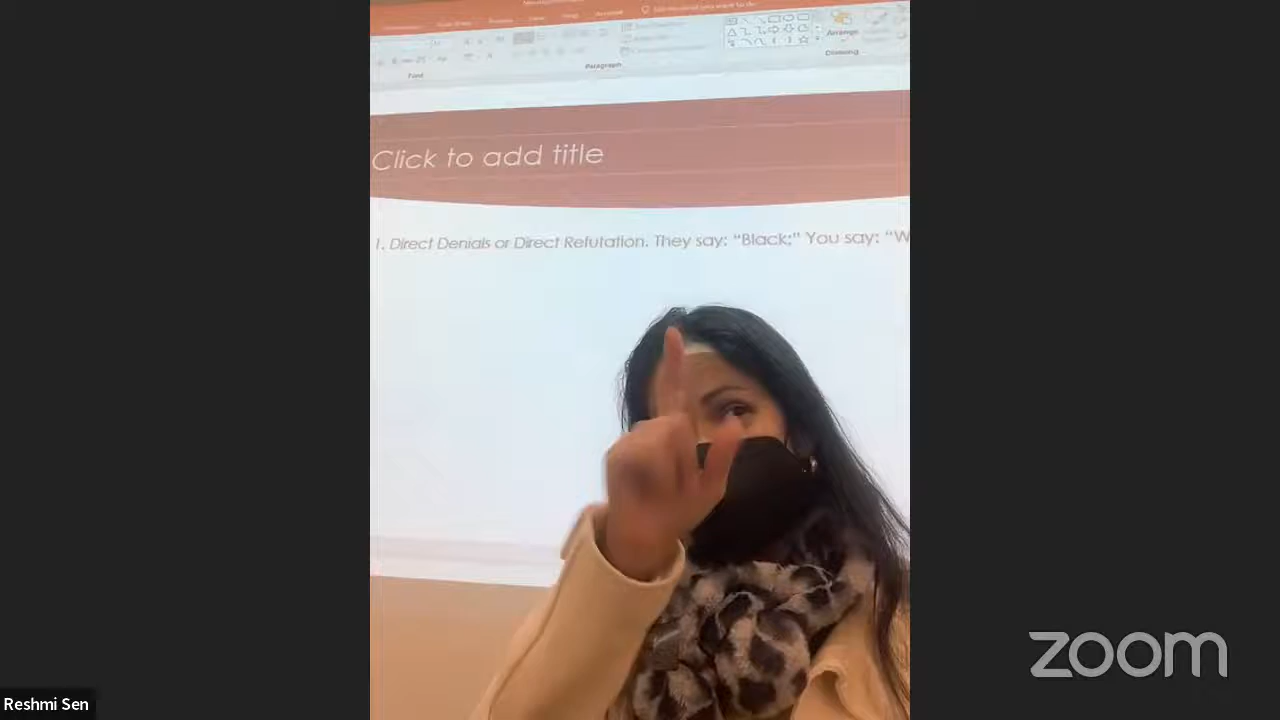 Click to add title
1. Direct Denials or Direct Refutation. They say: "Black;" You say: "W
Font
Paragraph
Arrange
Drawing
Reshmi Sen
zoom